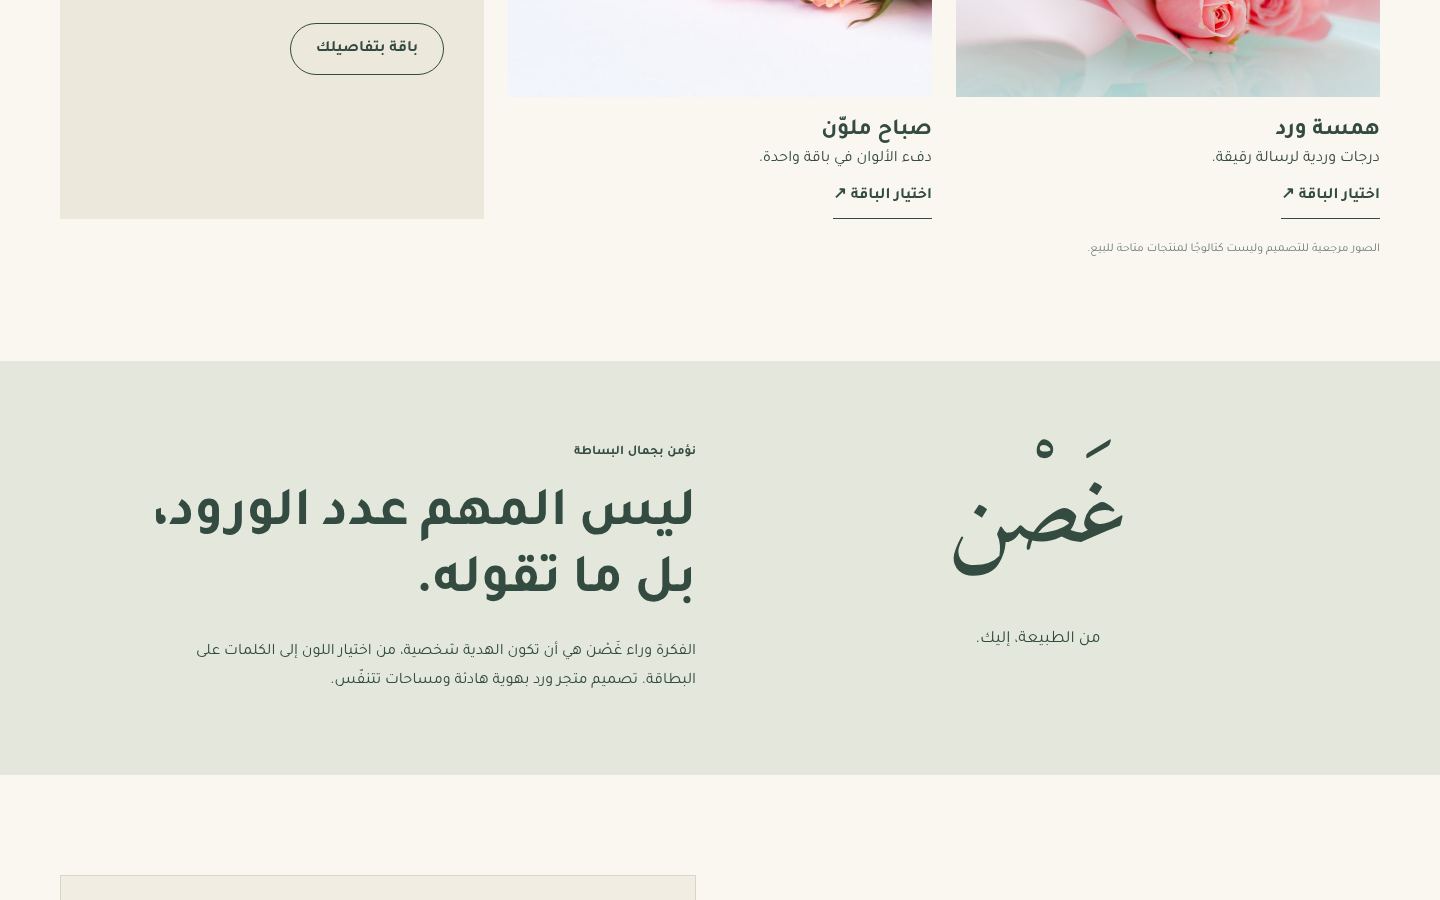 باقة بتفاصيلك
همسة ورد
درجات وردية لرسالة رقيقة.
اختيار الباقة ↗
صباح ملوّن
دفء الألوان في باقة واحدة.
اختيار الباقة ↗
الصور مرجعية للتصميم وليست كتالوجًا لمنتجات متاحة للبيع.
غَصْن
من الطبيعة، إليك.
نؤمن بجمال البساطة
ليس المهم عدد الورود،
بل ما تقوله.
الفكرة وراء غَصْن هي أن تكون الهدية شخصية، من اختيار اللون إلى الكلمات على
البطاقة. تصميم متجر ورد بهوية هادئة ومساحات تتنفّس.